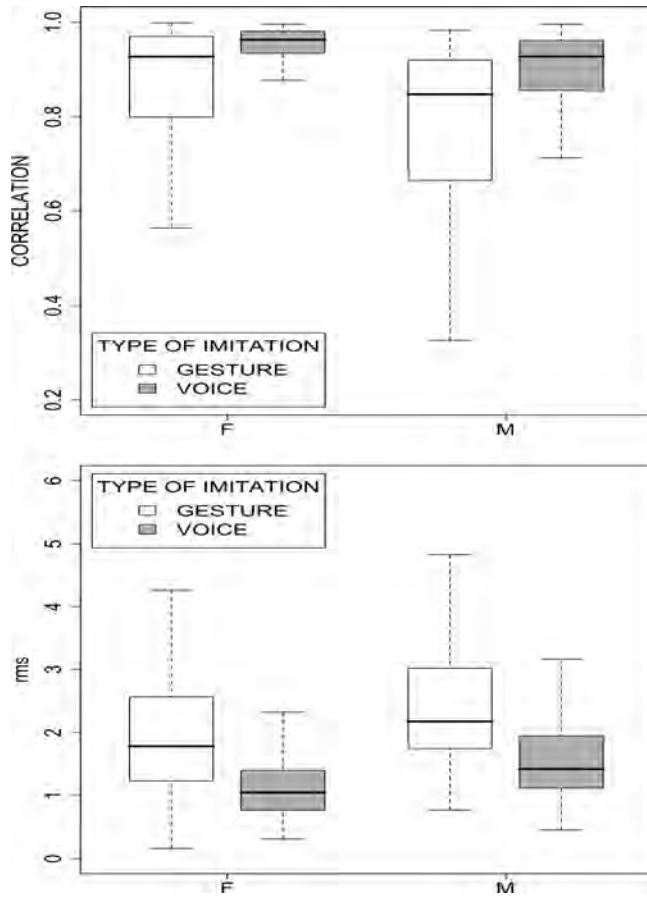 1.0
0.8
0.6
0.4
0.2
CORRELATION
TYPE OF IMITATION
GESTURE
VOICE
F M
6
5
4
3
2
1
0
rms
TYPE OF IMITATION
GESTURE
VOICE
F M